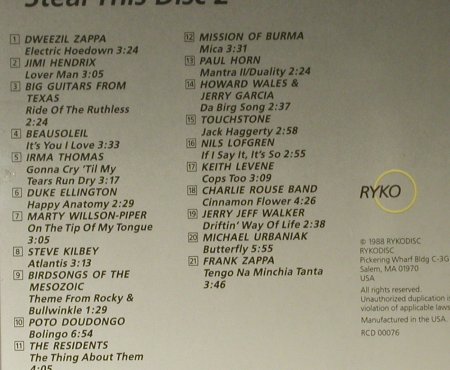 Steal This Disc 2
1 DWEEZIL ZAPPA
Electric Hoedown 3:24
2 JIMI HENDRIX
Lover Man 3:05
3 BIG GUITARS FROM
TEXAS
Ride Of The Ruthless
2:24
4 BEAUSOLEIL
It's You I Love 3:33
5 IRMA THOMAS
Gonna Cry 'Til My
Tears Run Dry 3:17
6 DUKE ELLINGTON
Happy Anatomy 2:29
7 MARTY WILLSON-PIPER
On The Tip Of My Tongue
3:05
8 STEVE KILBEY
Atlantis 3:13
9 BIRDSONGS OF THE
MESOZOIC
Theme From Rocky &
Bullwinkle 1:29
10 POTO DOUDONGO
Bolingo 6:54
11 THE RESIDENTS
The Thing About Them
4:05
12 MISSION OF BURMA
Mica 3:31
13 PAUL HORN
Mantra II/Duality 2:24
14 HOWARD WALES &
JERRY GARCIA
Da Birg Song 2:37
15 TOUCHSTONE
Jack Haggerty 2:58
16 NILS LOFGREN
If I Say It, It's So 2:55
17 KEITH LEVENE
Cops Too 3:09
18 CHARLIE ROUSE BAND
Cinnamon Flower 4:26
19 JERRY JEFF WALKER
Driftin' Way Of Life 2:38
20 MICHAEL URBANIAK
Butterfly 5:55
21 FRANK ZAPPA
Tengo Na Minchia Tanta
3:46
RYKO
© 1988 RYKODISC
RYKODISC
Pickering Wharf Bldg C-3G
Salem, MA 01970
USA
All rights reserved.
Unauthorized duplication is
violation of applicable laws
Manufactured in the USA.
RCD 00076